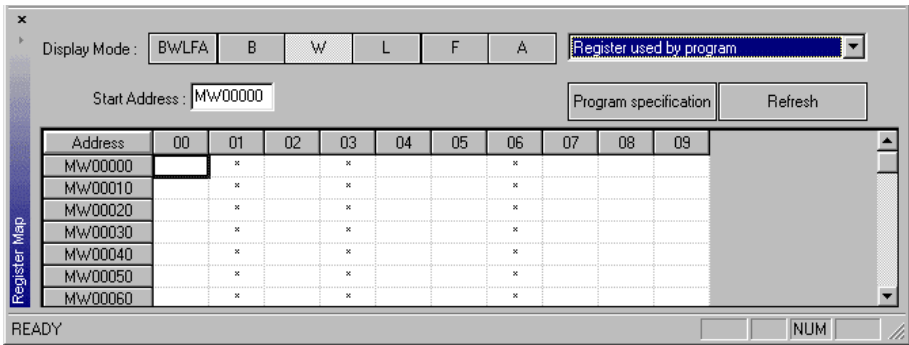 ×
Display Mode : BWLFA B W L F A Register used by program
Start Address : MW00000 Program specification Refresh
Address 00 01 02 03 04 05 06 07 08 09
MW00000 × × ×
MW00010 × × ×
MW00020 × × ×
MW00030 × × ×
MW00040 × × ×
MW00050 × × ×
MW00060 × × ×
Register Map
READY NUM